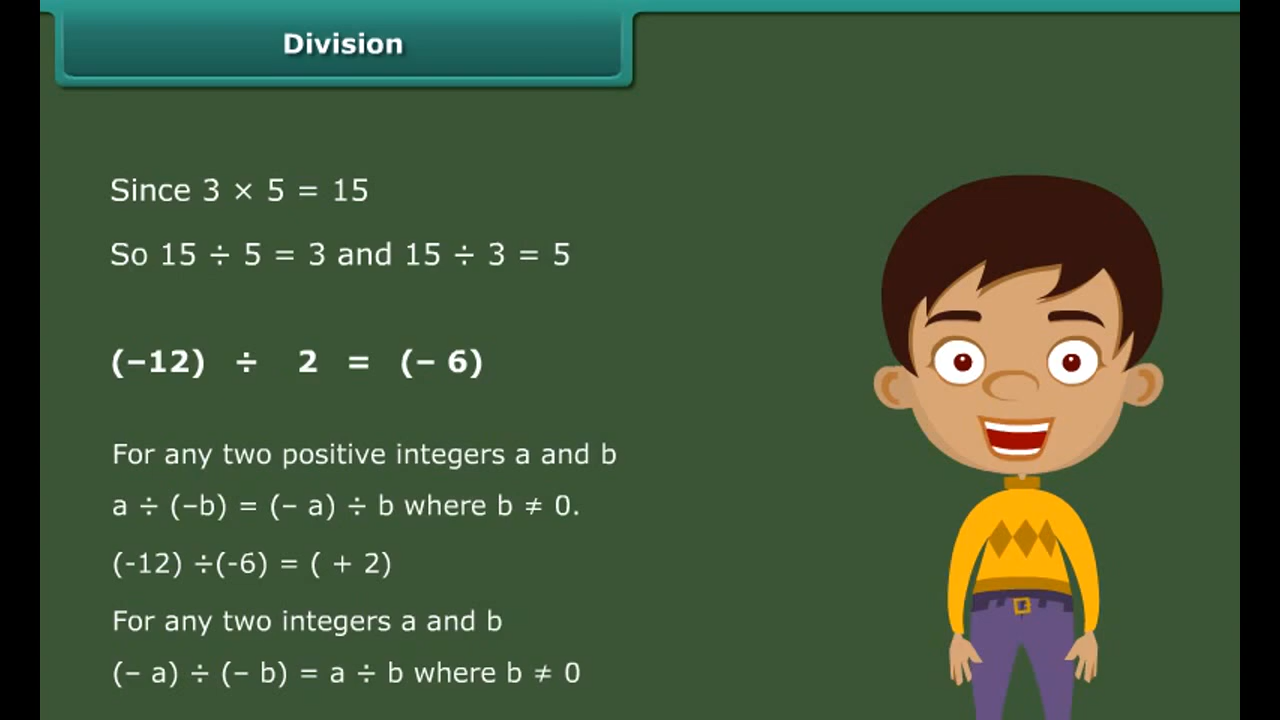 Division
Since 3 × 5 = 15
So 15 ÷ 5 = 3 and 15 ÷ 3 = 5
(–12) ÷ 2 = (– 6)
For any two positive integers a and b
a ÷ (–b) = (– a) ÷ b where b ≠ 0.
(-12) ÷(-6) = ( + 2)
For any two integers a and b
(– a) ÷ (– b) = a ÷ b where b ≠ 0